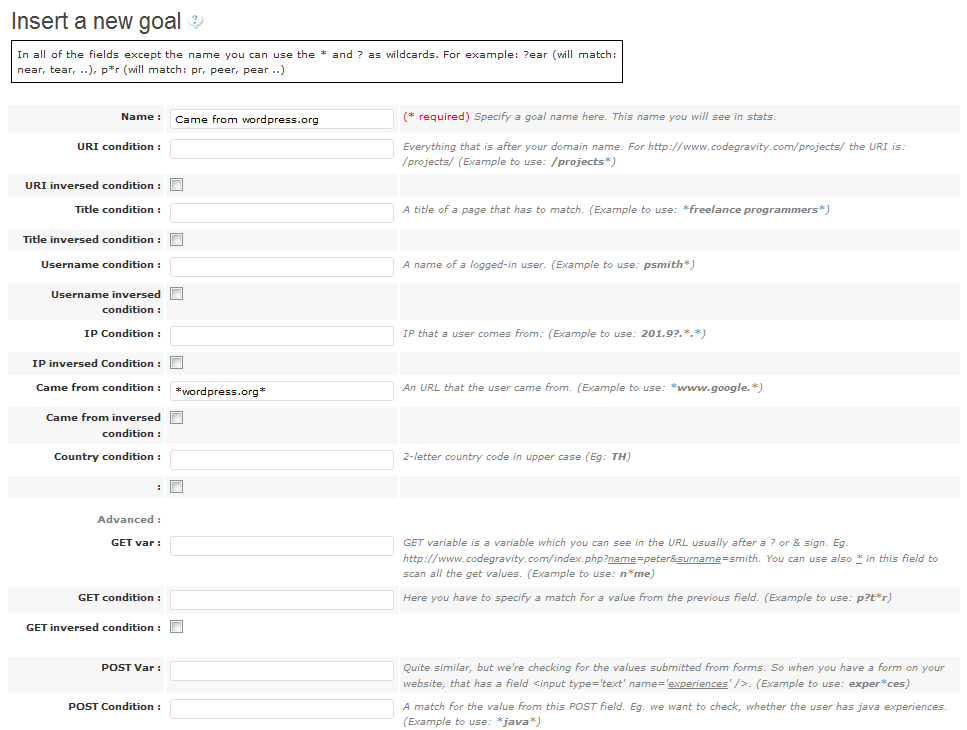 Insert a new goal ?
In all of the fields except the name you can use the * and ? as wildcards. For example: ?ear (will match:
near, tear, ..), p*r (will match: pr, peer, pear ..)
Name : Came from wordpress.org (* required) Specify a goal name here. This name you will see in stats.
URI condition : Everything that is after your domain name. For http://www.codegravity.com/projects/ the URI is:
/projects/ (Example to use: /projects*)
URI inversed condition :
Title condition : A title of a page that has to match. (Example to use: *freelance programmers*)
Title inversed condition :
Username condition : A name of a logged-in user. (Example to use: psmith*)
Username inversed
condition :
IP Condition : IP that a user comes from: (Example to use: 201.9?.*.*)
IP inversed Condition :
Came from condition : *wordpress.org* An URL that the user came from. (Example to use: *www.google.*)
Came from inversed
condition :
Country condition : 2-letter country code in upper case (Eg: TH)
:
Advanced :
GET var : GET variable is a variable which you can see in the URL usually after a ? or & sign. Eg.
http://www.codegravity.com/index.php?name=peter&surname=smith. You can use also * in this field to
scan all the get values. (Example to use: n*me)
GET condition : Here you have to specify a match for a value from the previous field. (Example to use: p?t*r)
GET inversed condition :
POST Var : Quite similar, but we're checking for the values submitted from forms. So when you have a form on your
website, that has a field <input type='text' name='experiences' />. (Example to use: exper*ces)
POST Condition : A match for the value from this POST field. Eg. we want to check, whether the user has java experiences.
(Example to use: *java*)